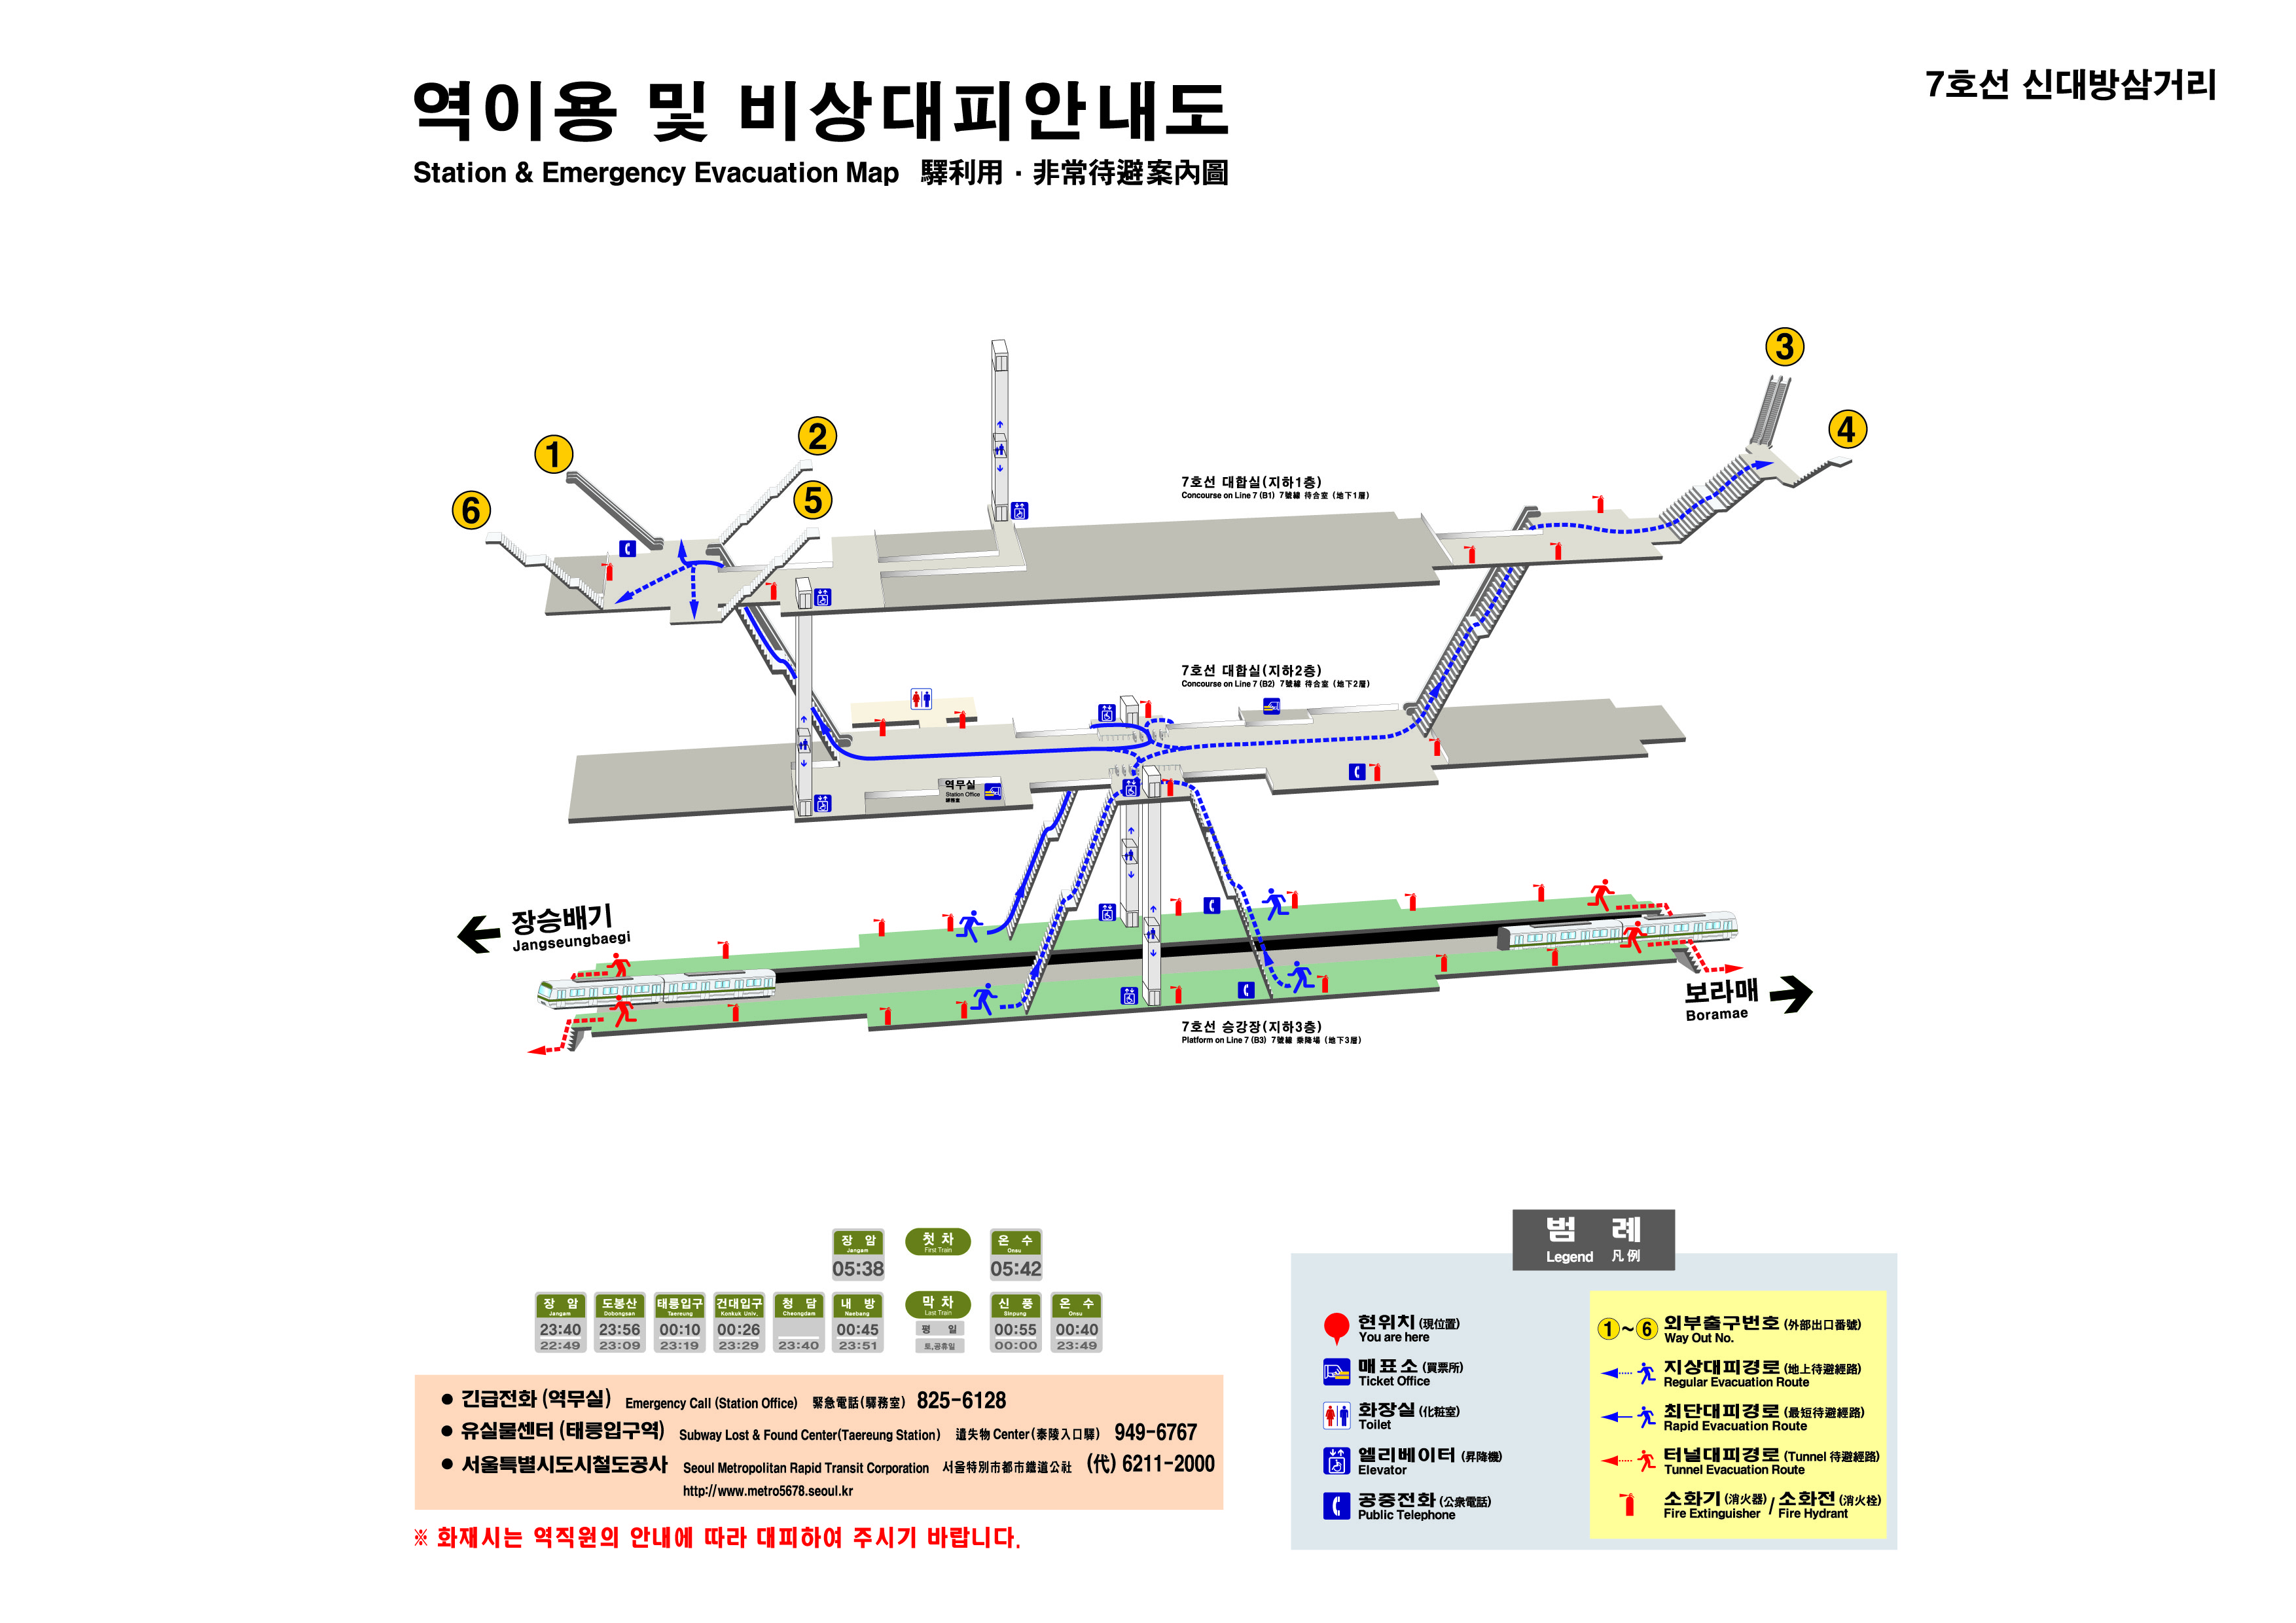 7호선 신대방삼거리
역이용 및 비상대피안내도
Station & Emergency Evacuation Map 驛利用 · 非常待避案內圖
3
4
2
1
5
6
7호선 대합실(지하1층)
Concourse on Line 7 (B1) 7號線 待合室 (地下1層)
7호선 대합실(지하2층)
Concourse on Line 7 (B2) 7號線 待合室 (地下2層)
역무실
Station Office
驛務室
장승배기
Jangseungbaegi
보라매
Boramae
7호선 승강장(지하3층)
Platform on Line 7 (B3) 7號線 乘降場 (地下3層)
장 암 첫 차 온 수
Jangam First Train Onsu
05:38 05:42
장 암 도봉산 태릉입구 건대입구 청 담 내 방 막 차 신 풍 온 수
Jangam Dobongsan Taereung Konkuk Univ. Cheongdam Naebang Last Train Sinpung Onsu
23:40 23:56 00:10 00:26 00:45 평 일 00:55 00:40
22:49 23:09 23:19 23:29 23:40 23:51 토,공휴일 00:00 23:49
● 긴급전화 (역무실) Emergency Call (Station Office) 緊急電話(驛務室) 825-6128
● 유실물센터 (태릉입구역) Subway Lost & Found Center(Taereung Station) 遺失物 Center(泰陵入口驛) 949-6767
● 서울특별시도시철도공사 Seoul Metropolitan Rapid Transit Corporation 서울特別市都市鐵道公社 (代) 6211-2000
http://www.metro5678.seoul.kr
※ 화재시는 역직원의 안내에 따라 대피하여 주시기 바랍니다.
범 례
Legend 凡例
현위치 (現位置)
You are here
매표소 (買票所)
Ticket Office
화장실 (化粧室)
Toilet
엘리베이터 (昇降機)
Elevator
공중전화 (公衆電話)
Public Telephone
1 ~ 6 외부출구번호 (外部出口番號)
Way Out No.
지상대피경로 (地上待避經路)
Regular Evacuation Route
최단대피경로 (最短待避經路)
Rapid Evacuation Route
터널대피경로 (Tunnel 待避經路)
Tunnel Evacuation Route
소화기 (消火器) / 소화전 (消火栓)
Fire Extinguisher / Fire Hydrant